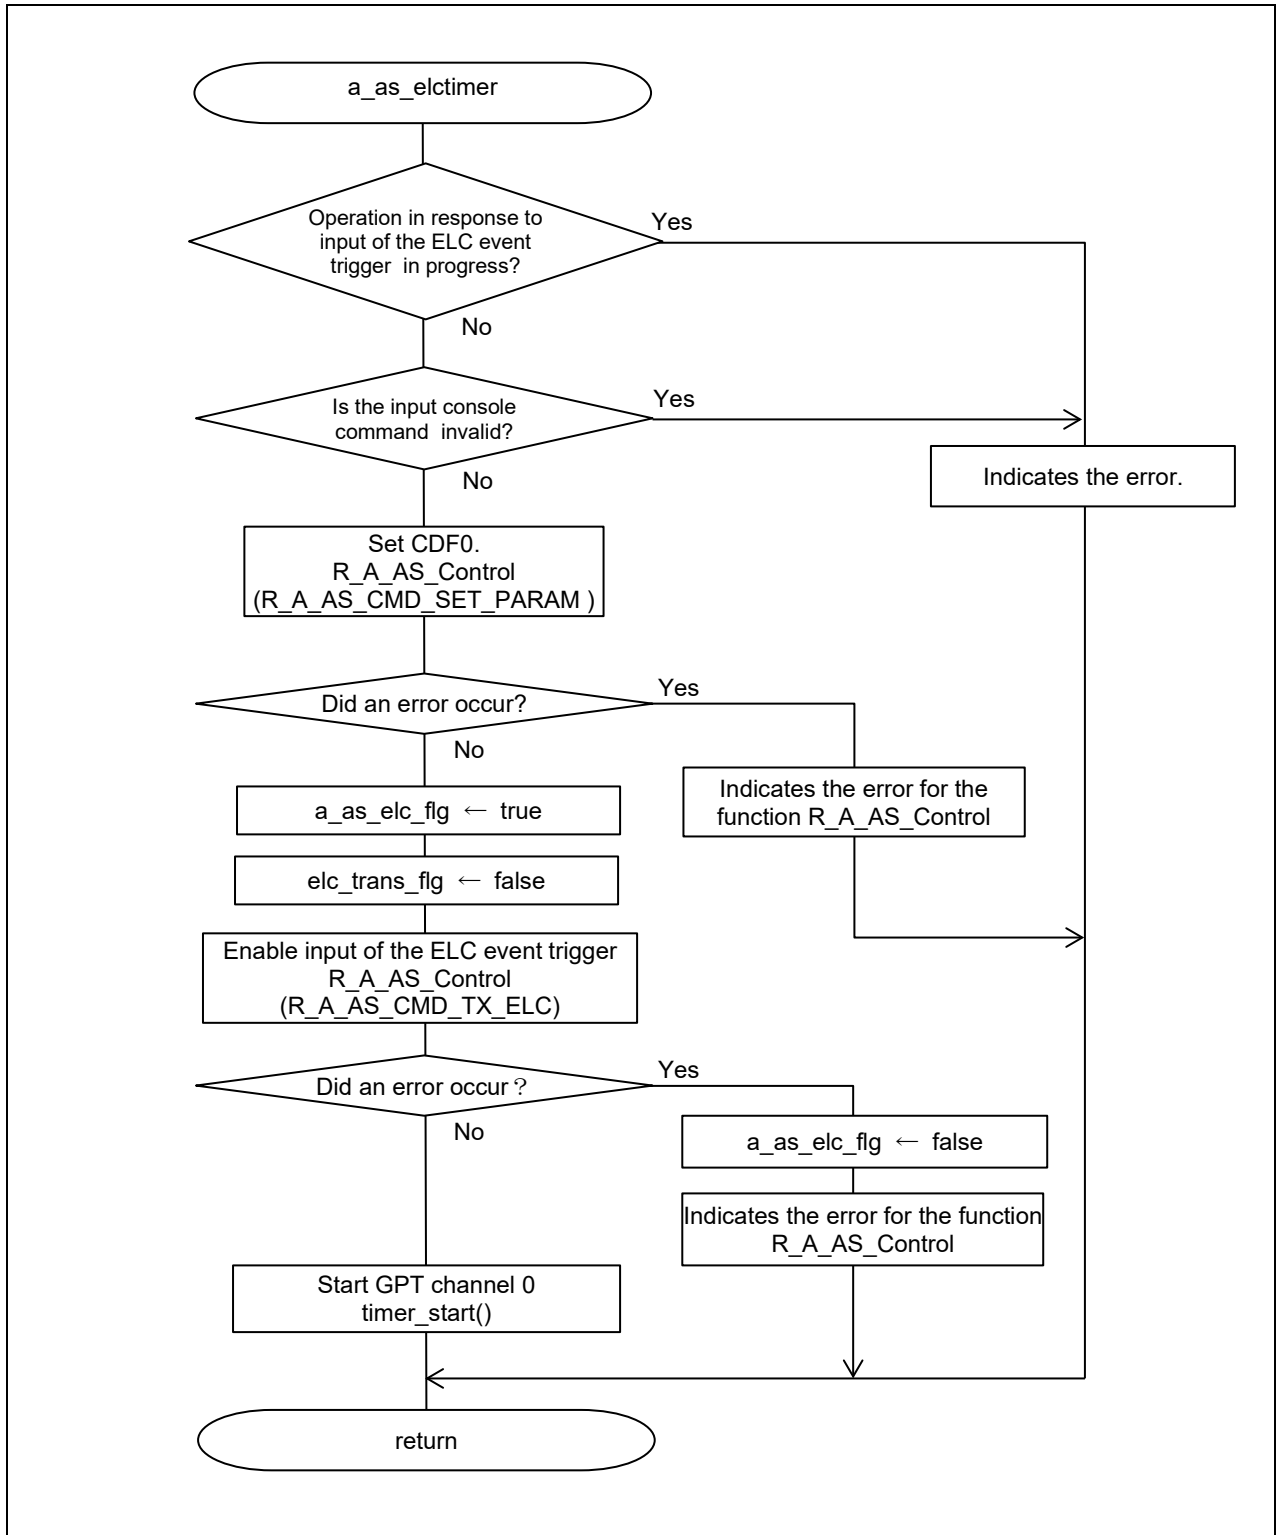 a_as_elctimer
Operation in response to
input of the ELC event
trigger in progress?
Yes
No
Is the input console
command invalid?
Yes
No
Indicates the error.
Set CDF0.
R_A_AS_Control
(R_A_AS_CMD_SET_PARAM )
Did an error occur?
Yes
No
Indicates the error for the
function R_A_AS_Control
a_as_elc_flg ← true
elc_trans_flg ← false
Enable input of the ELC event trigger
R_A_AS_Control
(R_A_AS_CMD_TX_ELC)
Did an error occur？
Yes
No
a_as_elc_flg ← false
Indicates the error for the function
R_A_AS_Control
Start GPT channel 0
timer_start()
return